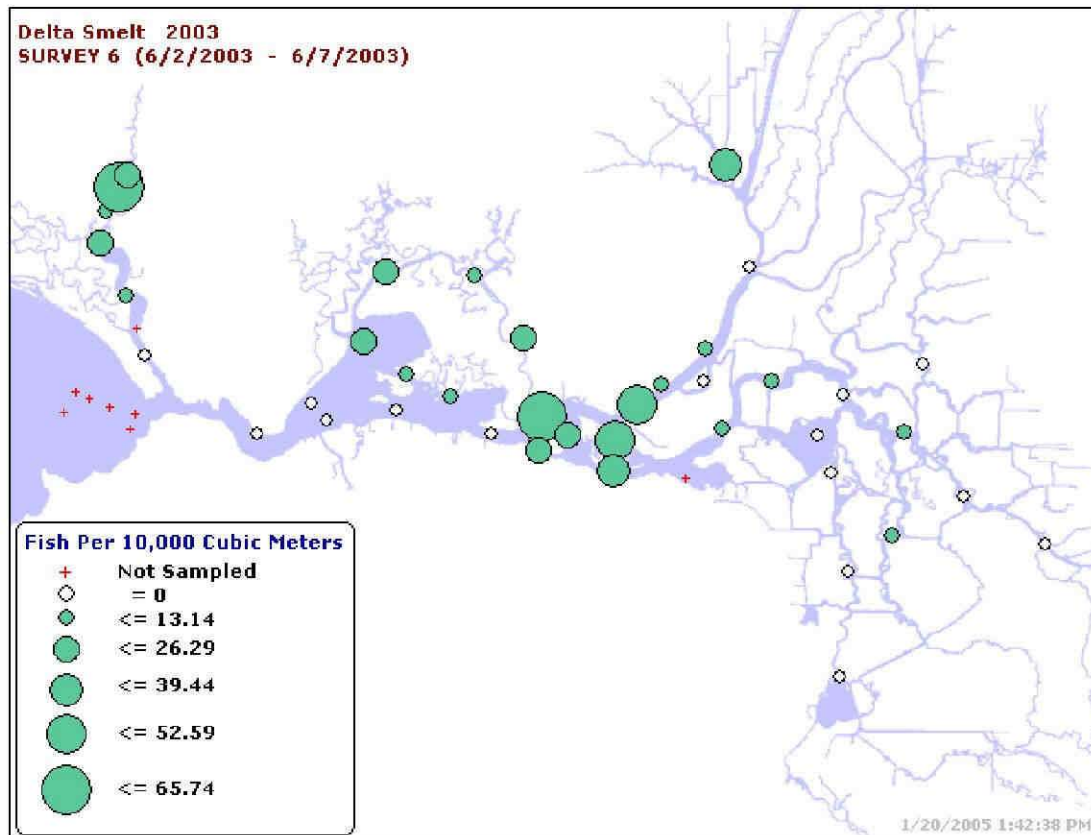 Delta Smelt 2003
SURVEY 6 (6/2/2003 - 6/7/2003)
Fish Per 10,000 Cubic Meters
Not Sampled
= 0
<= 13.14
<= 26.29
<= 39.44
<= 52.59
<= 65.74
1/20/2005 1:42:38 PM